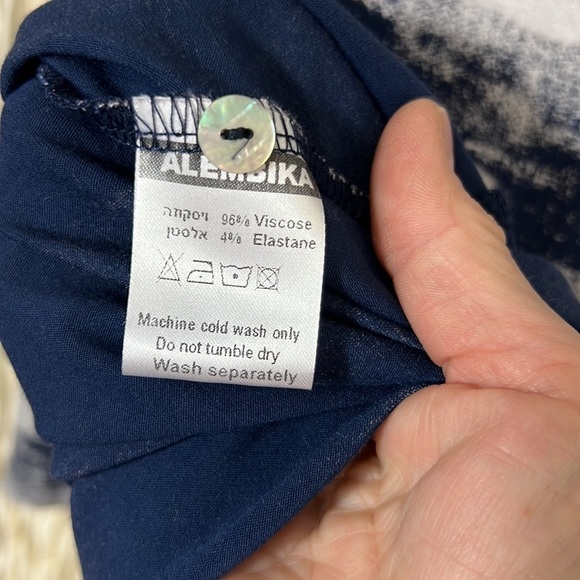 ALEMBIKA
ויסקוזה 96% Viscose
אלסטן 4% Elastane
Machine cold wash only
Do not tumble dry
Wash separately